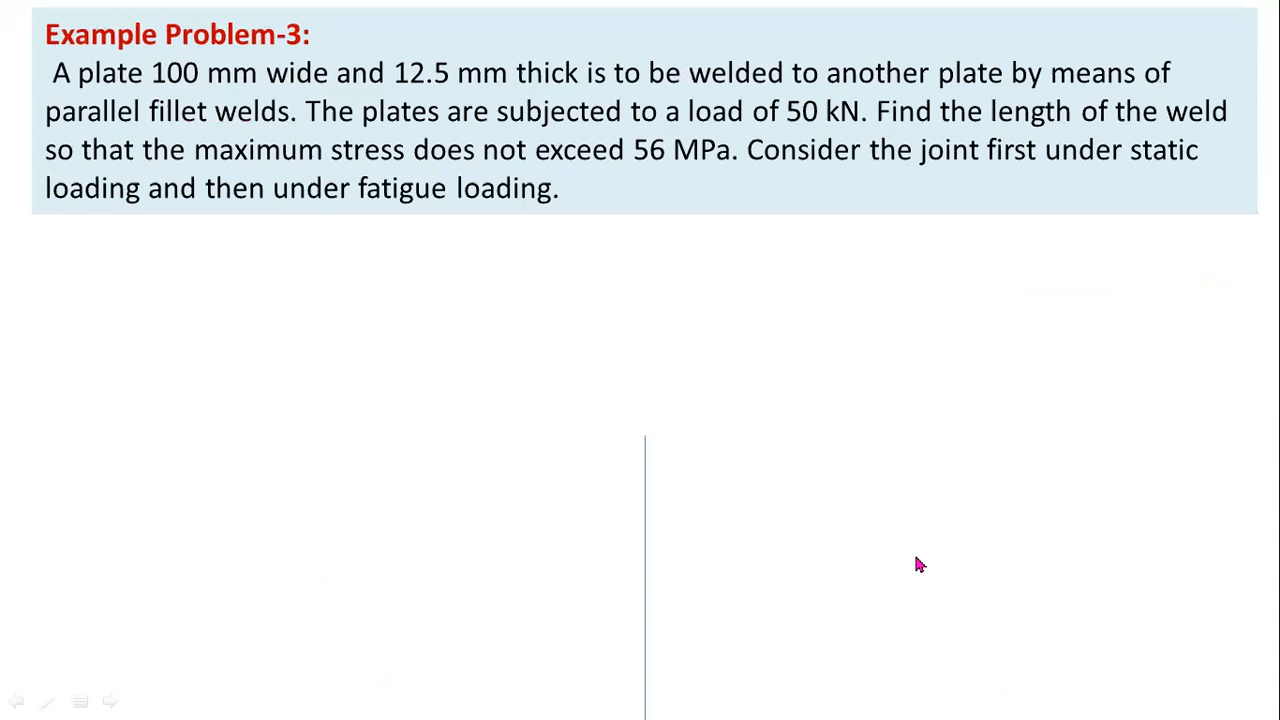 Example Problem-3:
A plate 100 mm wide and 12.5 mm thick is to be welded to another plate by means of
parallel fillet welds. The plates are subjected to a load of 50 kN. Find the length of the weld
so that the maximum stress does not exceed 56 MPa. Consider the joint first under static
loading and then under fatigue loading.